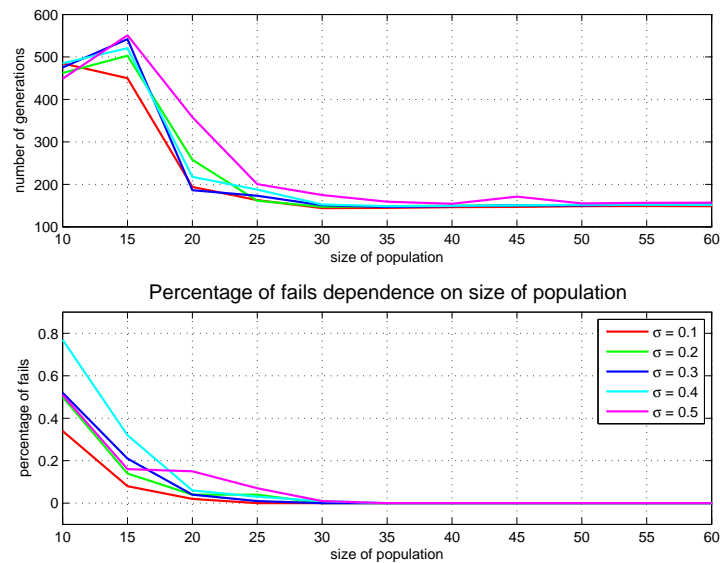 600
500
400
300
200
100
number of generations
10 15 20 25 30 35 40 45 50 55 60
size of population
Percentage of fails dependence on size of population
0.8
0.6
0.4
0.2
0
percentage of fails
σ = 0.1
σ = 0.2
σ = 0.3
σ = 0.4
σ = 0.5
10 15 20 25 30 35 40 45 50 55 60
size of population